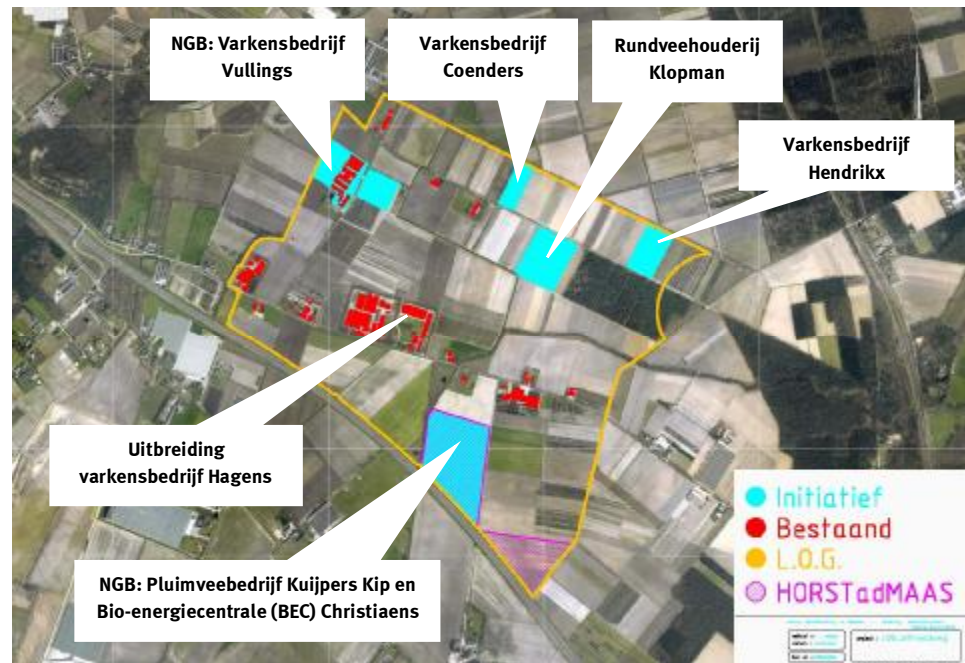 NGB: Varkensbedrijf
Vullings
Varkensbedrijf
Coenders
Rundveehouderij
Klopman
Varkensbedrijf
Hendrikx
Uitbreiding
varkensbedrijf Hagens
NGB: Pluimveebedrijf Kuijpers Kip en
Bio-energiecentrale (BEC) Christiaens
Initiatief
Bestaand
L.O.G.
HORSTadMAAS